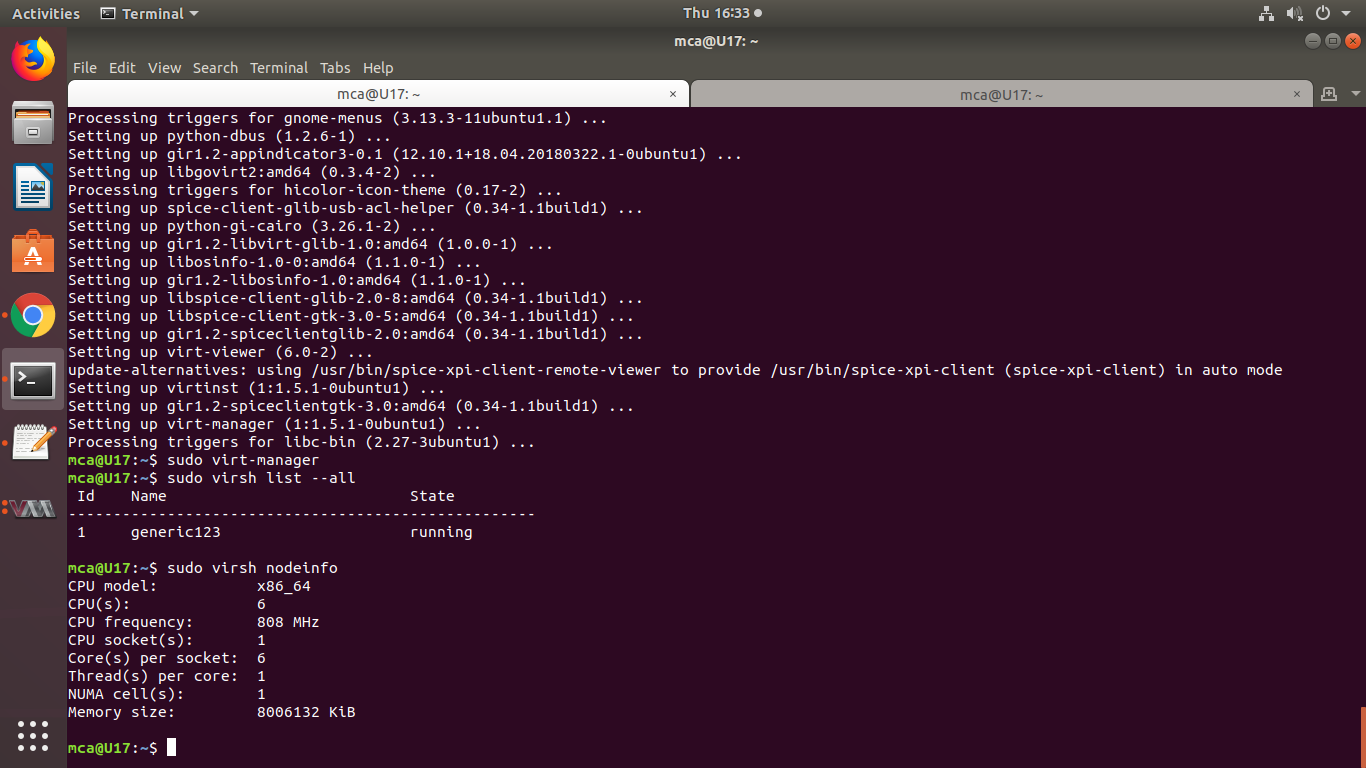 Activities Terminal Thu 16:33
mca@U17: ~
File Edit View Search Terminal Tabs Help
mca@U17: ~ × mca@U17: ~ ×
Processing triggers for gnome-menus (3.13.3-11ubuntu1.1) ...
Setting up python-dbus (1.2.6-1) ...
Setting up gir1.2-appindicator3-0.1 (12.10.1+18.04.20180322.1-0ubuntu1) ...
Setting up libgovirt2:amd64 (0.3.4-2) ...
Processing triggers for hicolor-icon-theme (0.17-2) ...
Setting up spice-client-glib-usb-acl-helper (0.34-1.1build1) ...
Setting up python-gi-cairo (3.26.1-2) ...
Setting up gir1.2-libvirt-glib-1.0:amd64 (1.0.0-1) ...
Setting up libosinfo-1.0-0:amd64 (1.1.0-1) ...
Setting up gir1.2-libosinfo-1.0:amd64 (1.1.0-1) ...
Setting up libspice-client-glib-2.0-8:amd64 (0.34-1.1build1) ...
Setting up libspice-client-gtk-3.0-5:amd64 (0.34-1.1build1) ...
Setting up gir1.2-spiceclientglib-2.0:amd64 (0.34-1.1build1) ...
Setting up virt-viewer (6.0-2) ...
update-alternatives: using /usr/bin/spice-xpi-client-remote-viewer to provide /usr/bin/spice-xpi-client (spice-xpi-client) in auto mode
Setting up virtinst (1:1.5.1-0ubuntu1) ...
Setting up gir1.2-spiceclientgtk-3.0:amd64 (0.34-1.1build1) ...
Setting up virt-manager (1:1.5.1-0ubuntu1) ...
Processing triggers for libc-bin (2.27-3ubuntu1) ...
mca@U17:~$ sudo virt-manager
mca@U17:~$ sudo virsh list --all
 Id    Name                           State
----------------------------------------------------
 1     generic123                     running
mca@U17:~$ sudo virsh nodeinfo
CPU model:           x86_64
CPU(s):              6
CPU frequency:       808 MHz
CPU socket(s):       1
Core(s) per socket:  6
Thread(s) per core:  1
NUMA cell(s):        1
Memory size:         8006132 KiB
mca@U17:~$